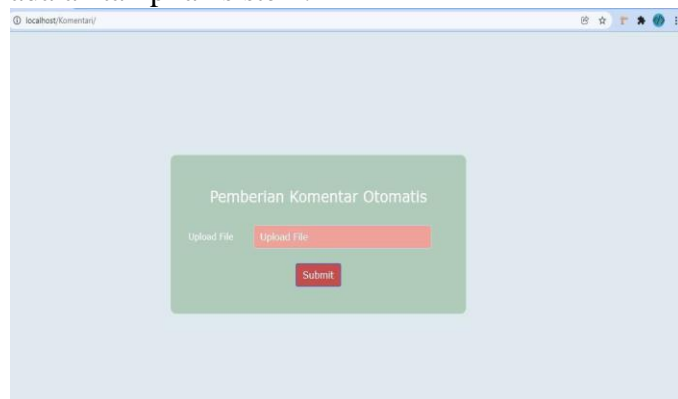 localhost/Komentari/
Pemberian Komentar Otomatis
Upload File
Upload File
Submit